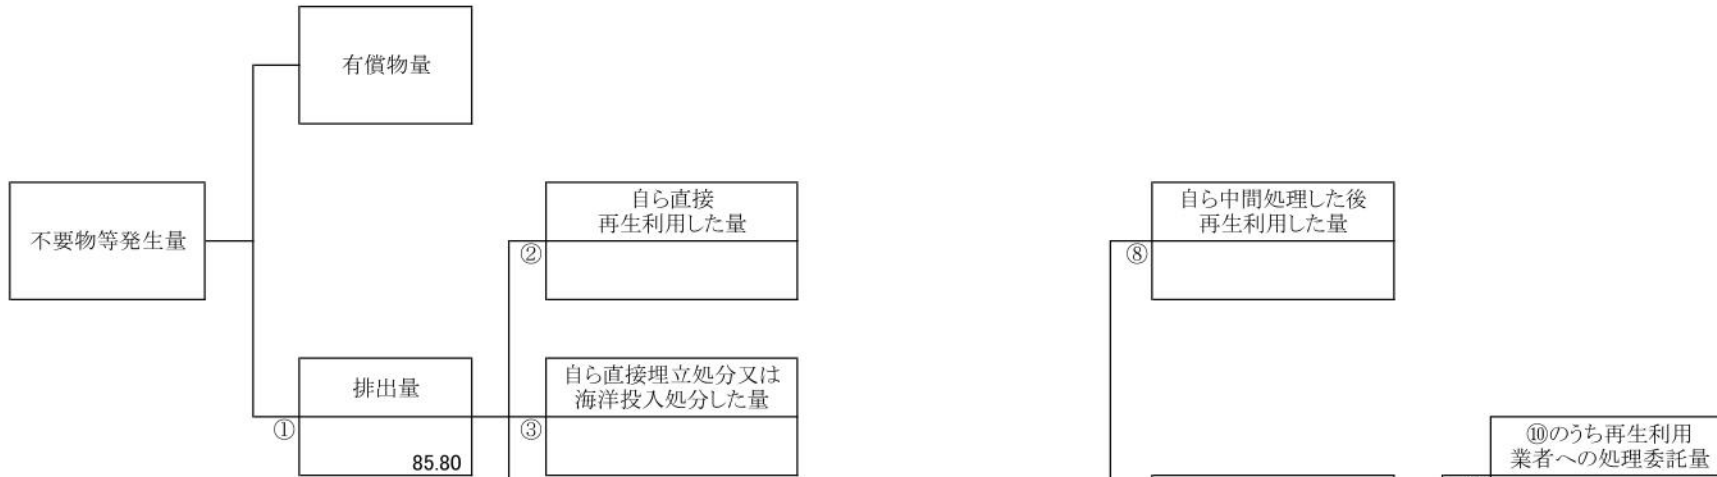 有償物量
不要物等発生量
自ら直接
再生利用した量
②
自ら中間処理した後
再生利用した量
⑧
排出量
①
85.80
自ら直接埋立処分又は
海洋投入処分した量
③
⑩のうち再生利用
業者への処理委託量